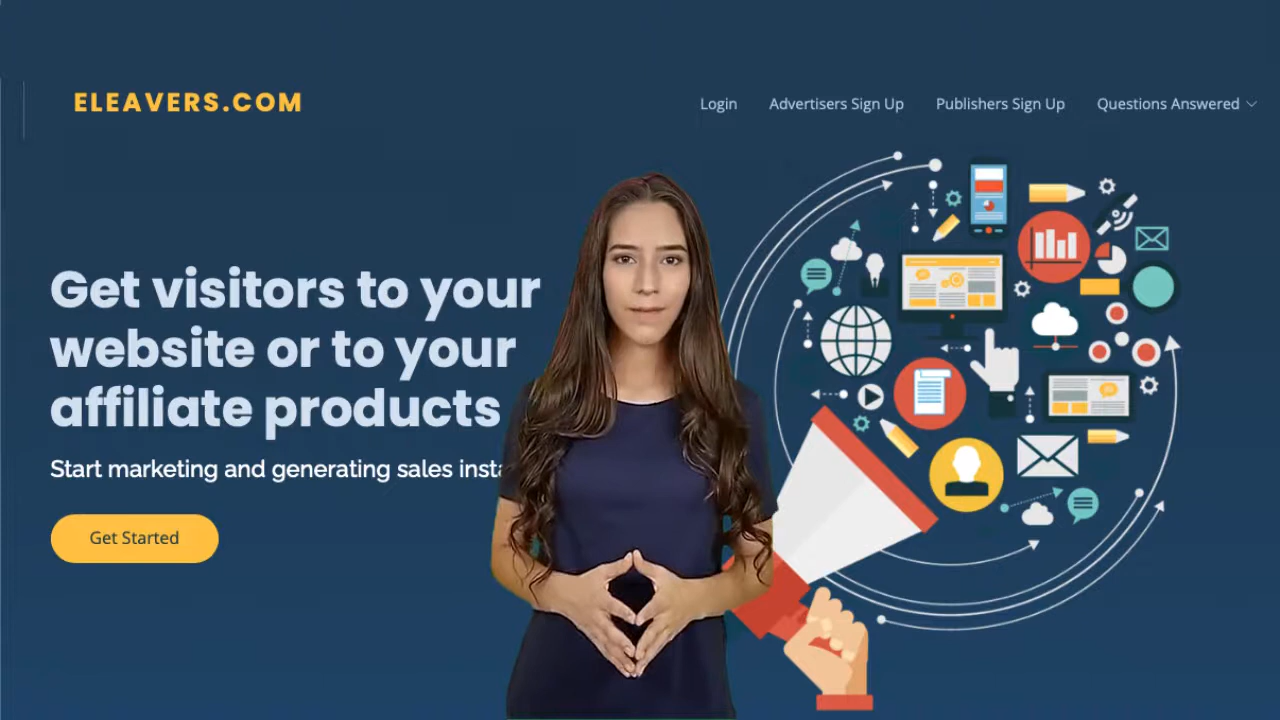 ELEAVERS.COM
Login Advertisers Sign Up Publishers Sign Up Questions Answered
Get visitors to your
website or to your
affiliate products
Start marketing and generating sales
Get Started